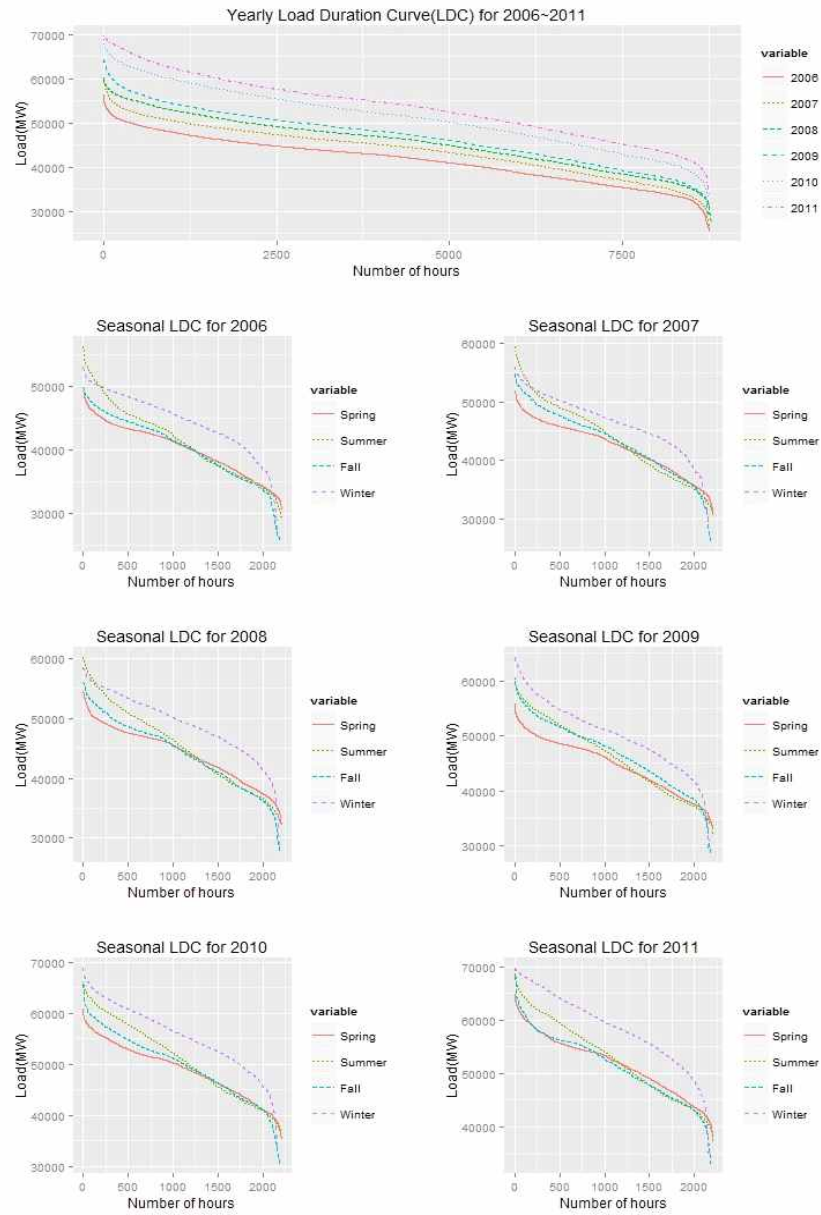 Yearly Load Duration Curve(LDC) for 2006~2011
70000
60000
50000
40000
30000
Load(MW)
0
2500
5000
7500
Number of hours
variable
2006
2007
2008
2009
2010
2011
Seasonal LDC for 2006
50000
40000
30000
Load(MW)
0
500
1000
1500
2000
Number of hours
variable
Spring
Summer
Fall
Winter
Seasonal LDC for 2007
60000
50000
40000
30000
Load(MW)
0
500
1000
1500
2000
Number of hours
variable
Spring
Summer
Fall
Winter
Seasonal LDC for 2008
60000
50000
40000
30000
Load(MW)
0
500
1000
1500
2000
Number of hours
variable
Spring
Summer
Fall
Winter
Seasonal LDC for 2009
60000
50000
40000
30000
Load(MW)
0
500
1000
1500
2000
Number of hours
variable
Spring
Summer
Fall
Winter
Seasonal LDC for 2010
70000
60000
50000
40000
30000
Load(MW)
0
500
1000
1500
2000
Number of hours
variable
Spring
Summer
Fall
Winter
Seasonal LDC for 2011
70000
60000
50000
40000
Load(MW)
0
500
1000
1500
2000
Number of hours
variable
Spring
Summer
Fall
Winter